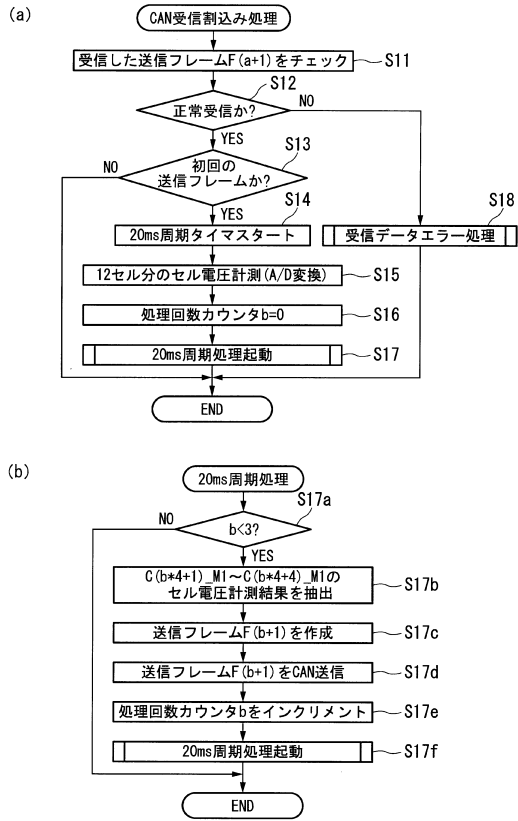 (a)
CAN受信割込み処理
受信した送信フレームF(a+1)をチェック
S11
S12
正常受信か?
NO
YES
S13
NO
初回の
送信フレームか?
YES
S14
S18
20ms周期タイマスタート
受信データエラー処理
12セル分のセル電圧計測(A/D変換)
S15
処理回数カウンタb=0
S16
20ms周期処理起動
S17
END
(b)
20ms周期処理
S17a
NO
b<3?
YES
C(b*4+1)_M1~C(b*4+4)_M1の
セル電圧計測結果を抽出
S17b
送信フレームF(b+1)を作成
S17c
送信フレームF(b+1)をCAN送信
S17d
処理回数カウンタbをインクリメント
S17e
20ms周期処理起動
S17f
END